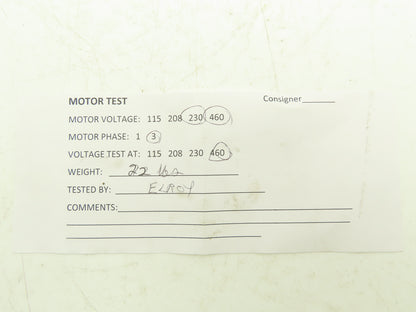 MOTOR TEST Consigner
MOTOR VOLTAGE: 115 208 230 460
MOTOR PHASE: 1 3
VOLTAGE TEST AT: 115 208 230 460
WEIGHT: 22 lbs
TESTED BY: ELROY
COMMENTS: